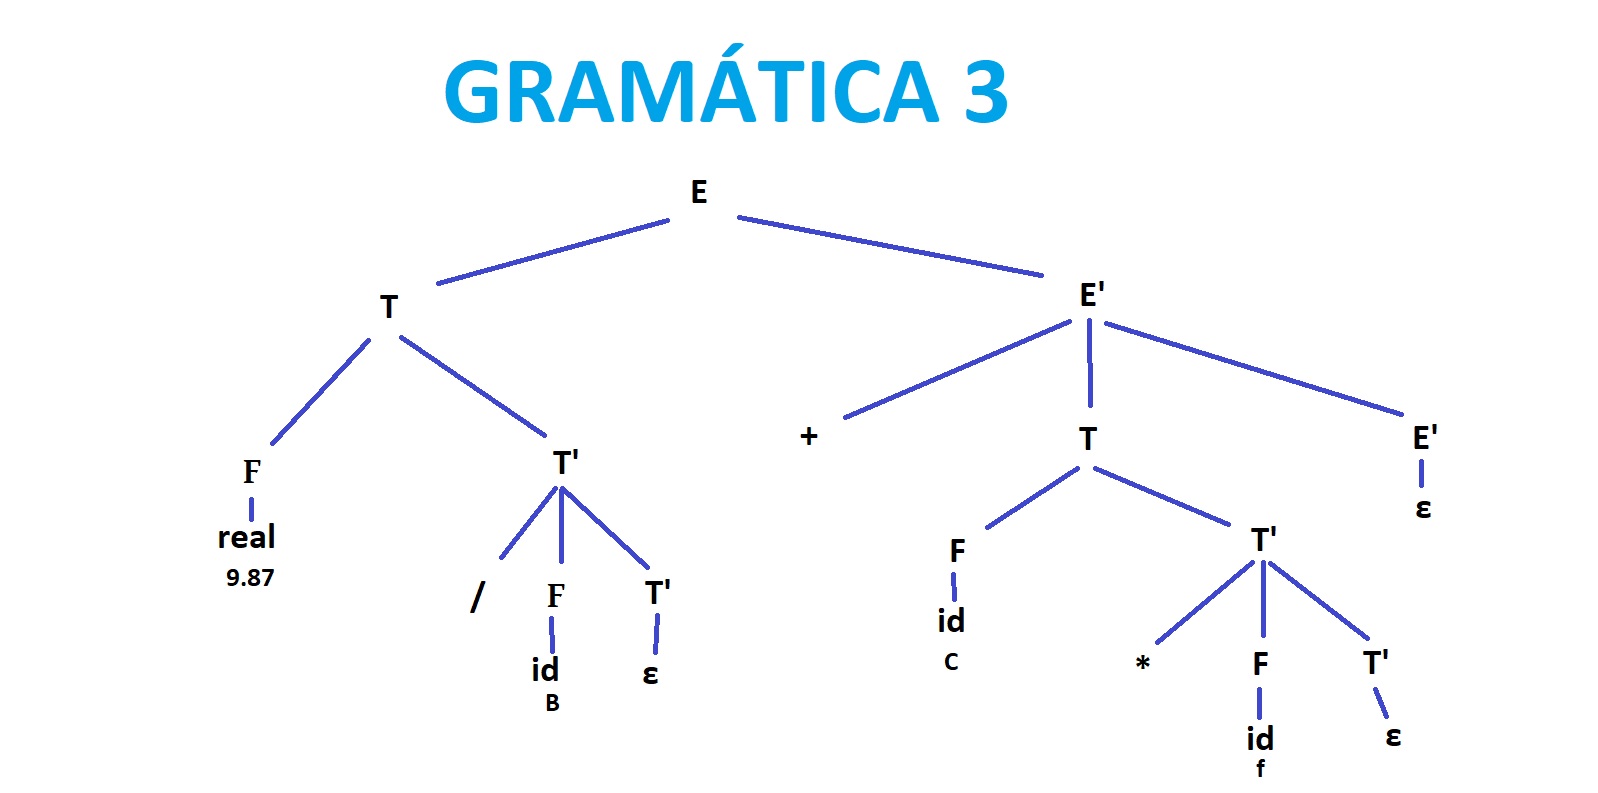 GRAMÁTICA 3
E
T E'
+ T E'
F T'
ε
real
9.87
F T'
/ F T'
id
C
id
B
ε
* F T'
id
f
ε